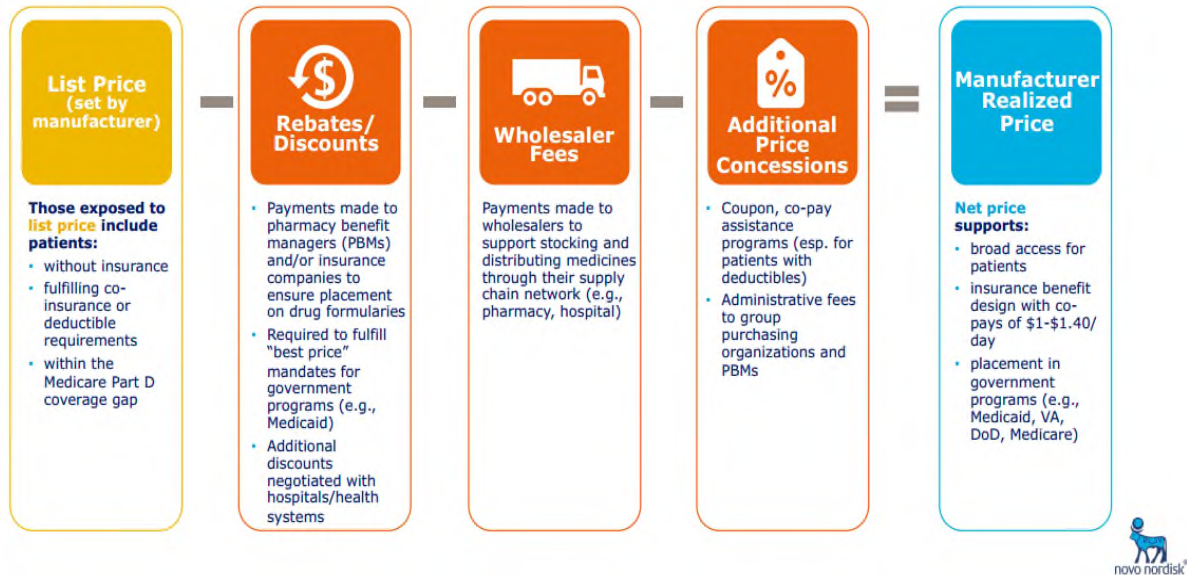 List Price
(set by
manufacturer)
Those exposed to
list price include
patients:
• without insurance
• fulfilling co-
insurance or
deductible
requirements
• within the
Medicare Part D
coverage gap
–
$
Rebates/
Discounts
• Payments made to
pharmacy benefit
managers (PBMs)
and/or insurance
companies to
ensure placement
on drug formularies
• Required to fulfill
“best price”
mandates for
government
programs (e.g.,
Medicaid)
• Additional
discounts
negotiated with
hospitals/health
systems
–
Wholesaler
Fees
Payments made to
wholesalers to
support stocking and
distributing medicines
through their supply
chain network (e.g.,
pharmacy, hospital)
–
%
Additional
Price
Concessions
• Coupon, co-pay
assistance
programs (esp. for
patients with
deductibles)
• Administrative fees
to group
purchasing
organizations and
PBMs
=
Manufacturer
Realized
Price
Net price
supports:
• broad access for
patients
• insurance benefit
design with co-
pays of $1-$1.40/
day
• placement in
government
programs (e.g.,
Medicaid, VA,
DoD, Medicare)
novo nordisk®